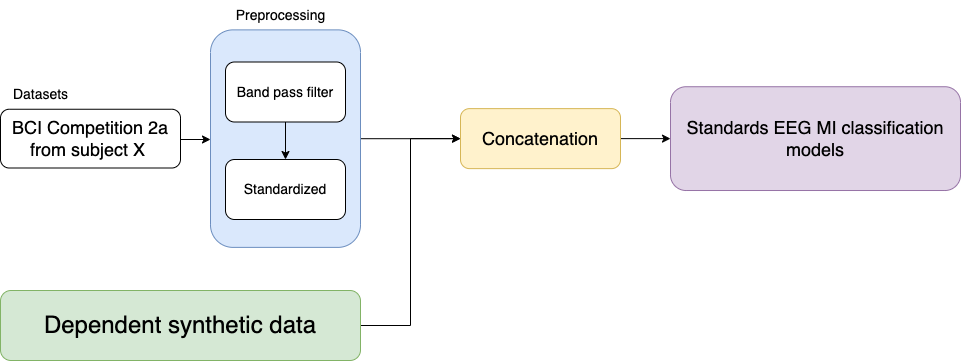 Preprocessing
Datasets
BCI Competition 2a
from subject X
Band pass filter
Standardized
Concatenation
Standards EEG MI classification
models
Dependent synthetic data